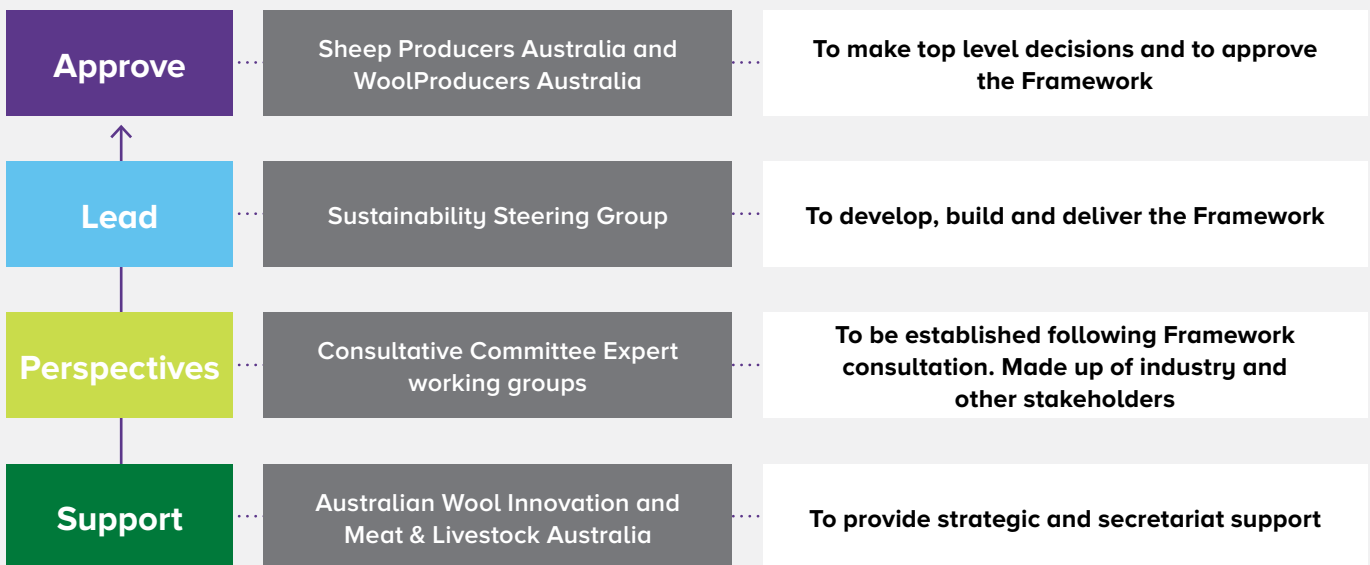 Approve
Sheep Producers Australia and
WoolProducers Australia
To make top level decisions and to approve
the Framework
Lead
Sustainability Steering Group
To develop, build and deliver the Framework
Perspectives
Consultative Committee Expert
working groups
To be established following Framework
consultation. Made up of industry and
other stakeholders
Support
Australian Wool Innovation and
Meat & Livestock Australia
To provide strategic and secretariat support